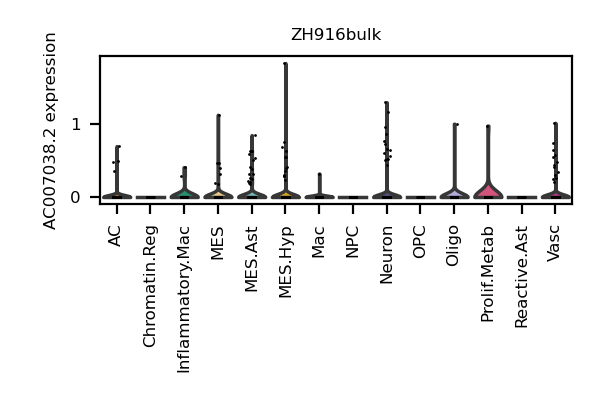 ZH916bulk
AC007038.2 expression
1
0
AC
Chromatin.Reg
Inflammatory.Mac
MES
MES.Ast
MES.Hyp
Mac
NPC
Neuron
OPC
Oligo
Prolif.Metab
Reactive.Ast
Vasc